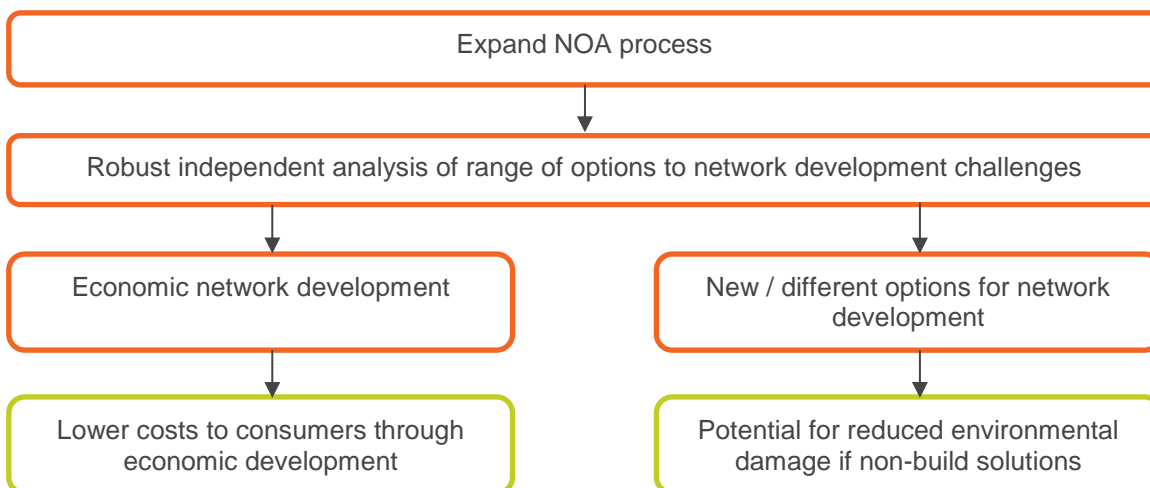 Expand NOA process
Robust independent analysis of range of options to network development challenges
Economic network development
New / different options for network
development
Lower costs to consumers through
economic development
Potential for reduced environmental
damage if non-build solutions